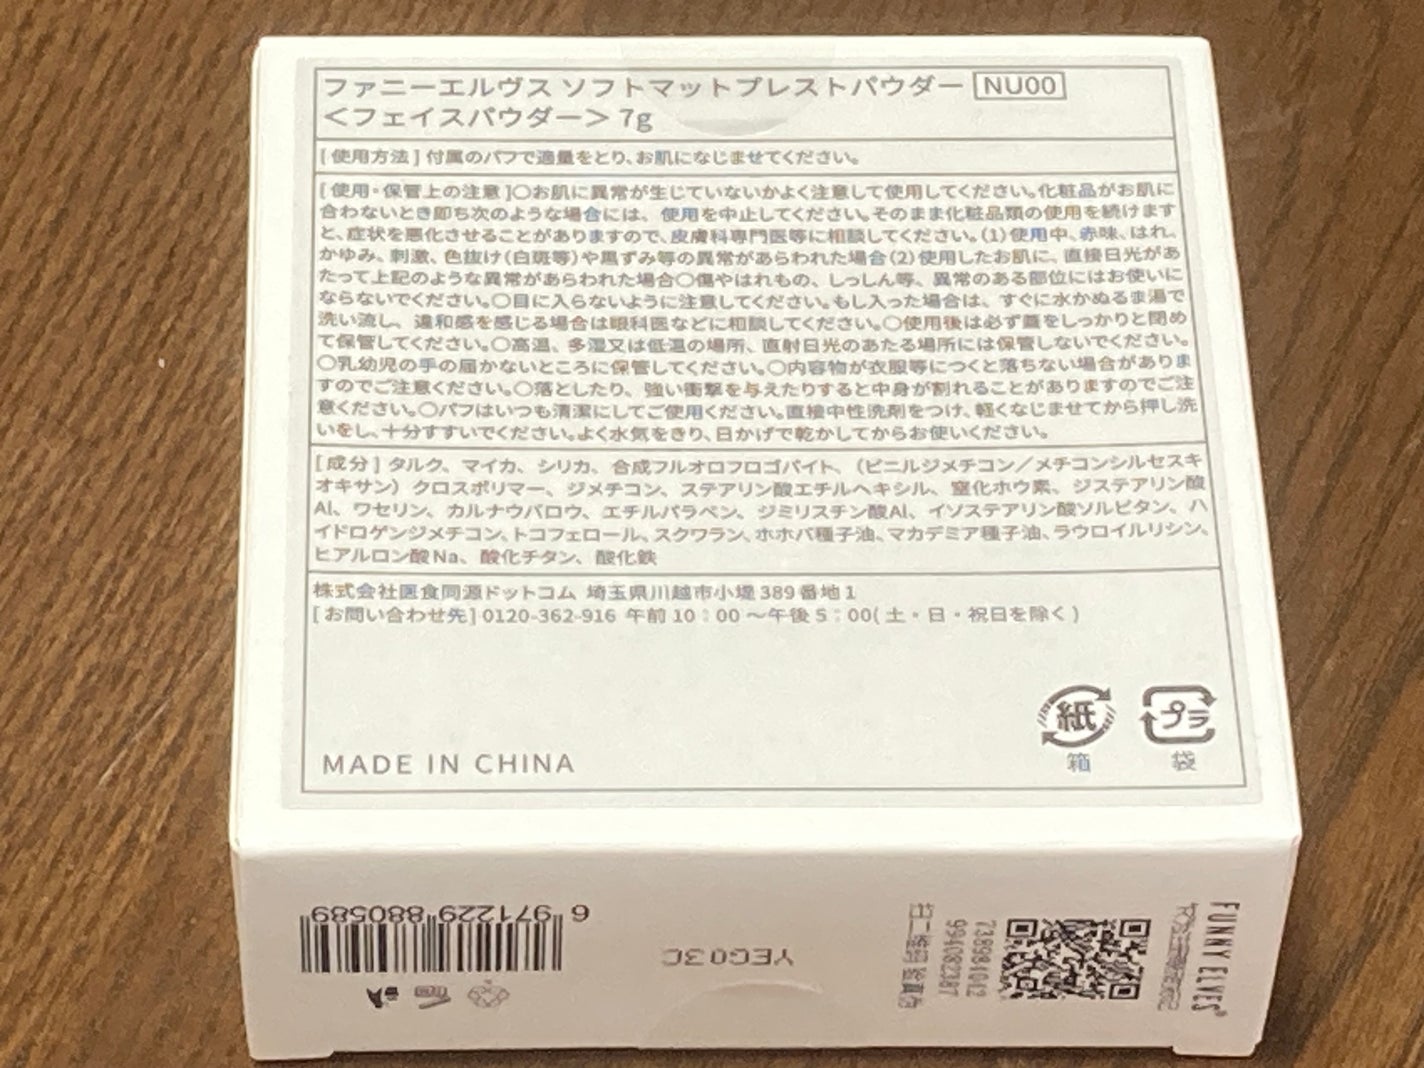 ファニーエルヴス ソフトマットプレストパウダー NU00
＜フェイスパウダー＞ 7g
[ 使用方法 ] 付属のパフで適量をとり、お肌になじませてください。
[ 使用・保管上の注意 ]○お肌に異常が生じていないかよく注意して使用してください。化粧品がお肌に
合わないとき即ち次のような場合には、使用を中止してください。そのまま化粧品類の使用を続けます
と、症状を悪化させることがありますので、皮膚科専門医等に相談してください。(1)使用中、赤味、はれ、
かゆみ、刺激、色抜け(白斑等)や黒ずみ等の異常があらわれた場合(2)使用したお肌に、直接日光があ
たって上記のような異常があらわれた場合○傷やはれもの、しっしん等、異常のある部位にはお使いに
ならないでください。○目に入らないように注意してください。もし入った場合は、すぐに水かぬるま湯で
洗い流し、違和感を感じる場合は眼科医などに相談してください。○使用後は必ず蓋をしっかりと閉め
て保管してください。○高温、多湿又は低温の場所、直射日光のあたる場所には保管しないでください。
○乳幼児の手の届かないところに保管してください。○内容物が衣服等につくと落ちない場合がありま
すのでご注意ください。○落としたり、強い衝撃を与えたりすると中身が割れることがありますのでご注
意ください。○パフはいつも清潔にしてご使用ください。直接中性洗剤をつけ、軽くなじませてから押し洗
いをし、十分すすいでください。よく水気をきり、日かげで乾かしてからお使いください。
[ 成分 ] タルク、マイカ、シリカ、合成フルオロフロゴパイト、（ビニルジメチコン／メチコンシルセスキ
オキサン）クロスポリマー、ジメチコン、ステアリン酸エチルヘキシル、窒化ホウ素、ジステアリン酸
Al、ワセリン、カルナウバロウ、エチルパラベン、ジミリスチン酸Al、イソステアリン酸ソルビタン、ハ
イドロゲンジメチコン、トコフェロール、スクワラン、ホホバ種子油、マカデミア種子油、ラウロイルリシン、
ヒアルロン酸Na、酸化チタン、酸化鉄
株式会社医食同源ドットコム 埼玉県川越市小堤 389 番地 1
[ お問い合わせ先 ] 0120-362-916 午前 10：00 ～午後 5：00( 土・日・祝日を除く )
紙
プラ
箱
袋
MADE IN CHINA
6 971229 880589
YEG03C
738984042
994082387
FUNNY ELVES®